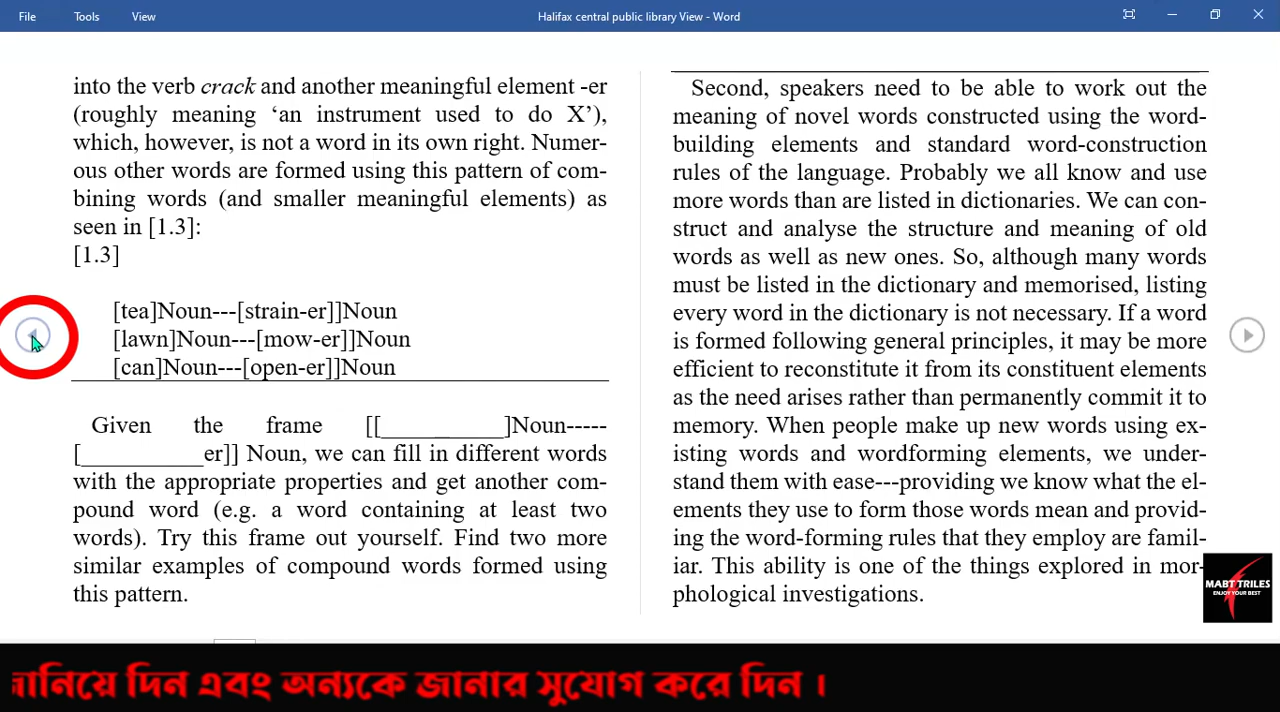 File Tools View Halifax central public library View - Word
into the verb crack and another meaningful element -er
(roughly meaning ‘an instrument used to do X’),
which, however, is not a word in its own right. Numer-
ous other words are formed using this pattern of com-
bining words (and smaller meaningful elements) as
seen in [1.3]:
[1.3]
[tea]Noun---[strain-er]]Noun
[lawn]Noun---[mow-er]]Noun
[can]Noun---[open-er]]Noun
Given the frame [[__________]Noun-----
[__________er]] Noun, we can fill in different words
with the appropriate properties and get another com-
pound word (e.g. a word containing at least two
words). Try this frame out yourself. Find two more
similar examples of compound words formed using
this pattern.
Second, speakers need to be able to work out the
meaning of novel words constructed using the word-
building elements and standard word-construction
rules of the language. Probably we all know and use
more words than are listed in dictionaries. We can con-
struct and analyse the structure and meaning of old
words as well as new ones. So, although many words
must be listed in the dictionary and memorised, listing
every word in the dictionary is not necessary. If a word
is formed following general principles, it may be more
efficient to reconstitute it from its constituent elements
as the need arises rather than permanently commit it to
memory. When people make up new words using ex-
isting words and wordforming elements, we under-
stand them with ease---providing we know what the el-
ements they use to form those words mean and provid-
ing the word-forming rules that they employ are famil-
iar. This ability is one of the things explored in mor-
phological investigations.
MABT TRILES
ENJOY YOUR BEST
জানিয়ে দিন এবং অন্যকে জানার সুযোগ করে দিন ।